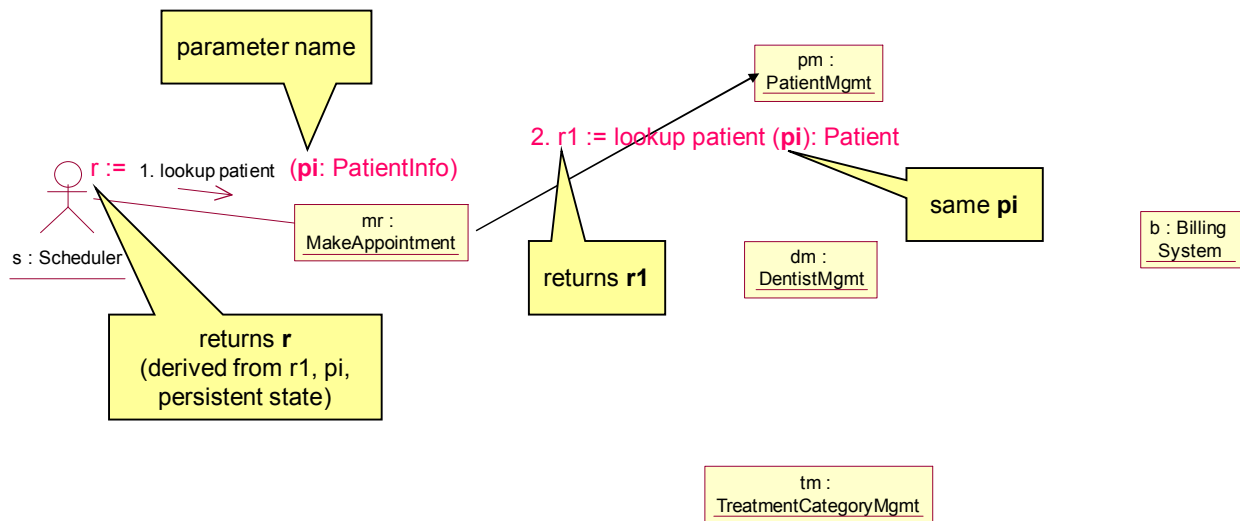 parameter name
pm :
PatientMgmt
2. r1 := lookup patient (pi): Patient
r := 1. lookup patient (pi: PatientInfo)
same pi
mr :
MakeAppointment
b : Billing
System
s : Scheduler
returns r1
dm :
DentistMgmt
returns r
(derived from r1, pi,
persistent state)
tm :
TreatmentCategoryMgmt